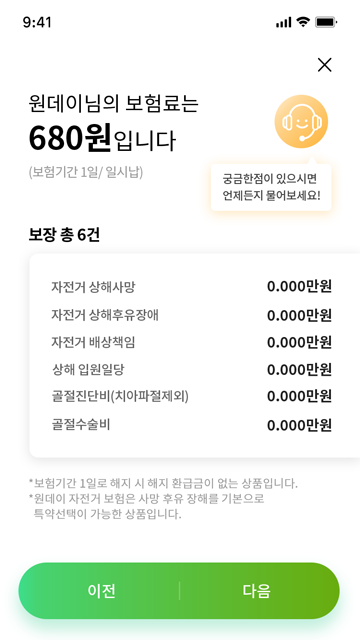 9:41
원데이님의 보험료는
680원입니다
(보험기간 1일/ 일시납)
궁금한점이 있으시면
언제든지 물어보세요!
보장 총 6건
자전거 상해사망 0.000만원
자전거 상해후유장애 0.000만원
자전거 배상책임 0.000만원
상해 입원일당 0.000만원
골절진단비(치아파절제외) 0.000만원
골절수술비 0.000만원
*보험기간 1일로 해지 시 해지 환급금이 없는 상품입니다.
*원데이 자전거 보험은 사망 후유 장해를 기본으로
특약선택이 가능한 상품입니다.
이전 다음